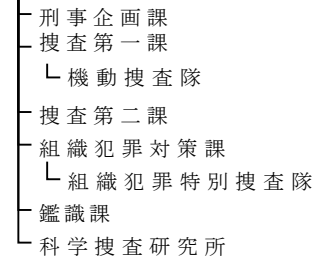 刑事企画課
捜査第一課
機動捜査隊
捜査第二課
組織犯罪対策課
組織犯罪特別捜査隊
鑑識課
科学捜査研究所